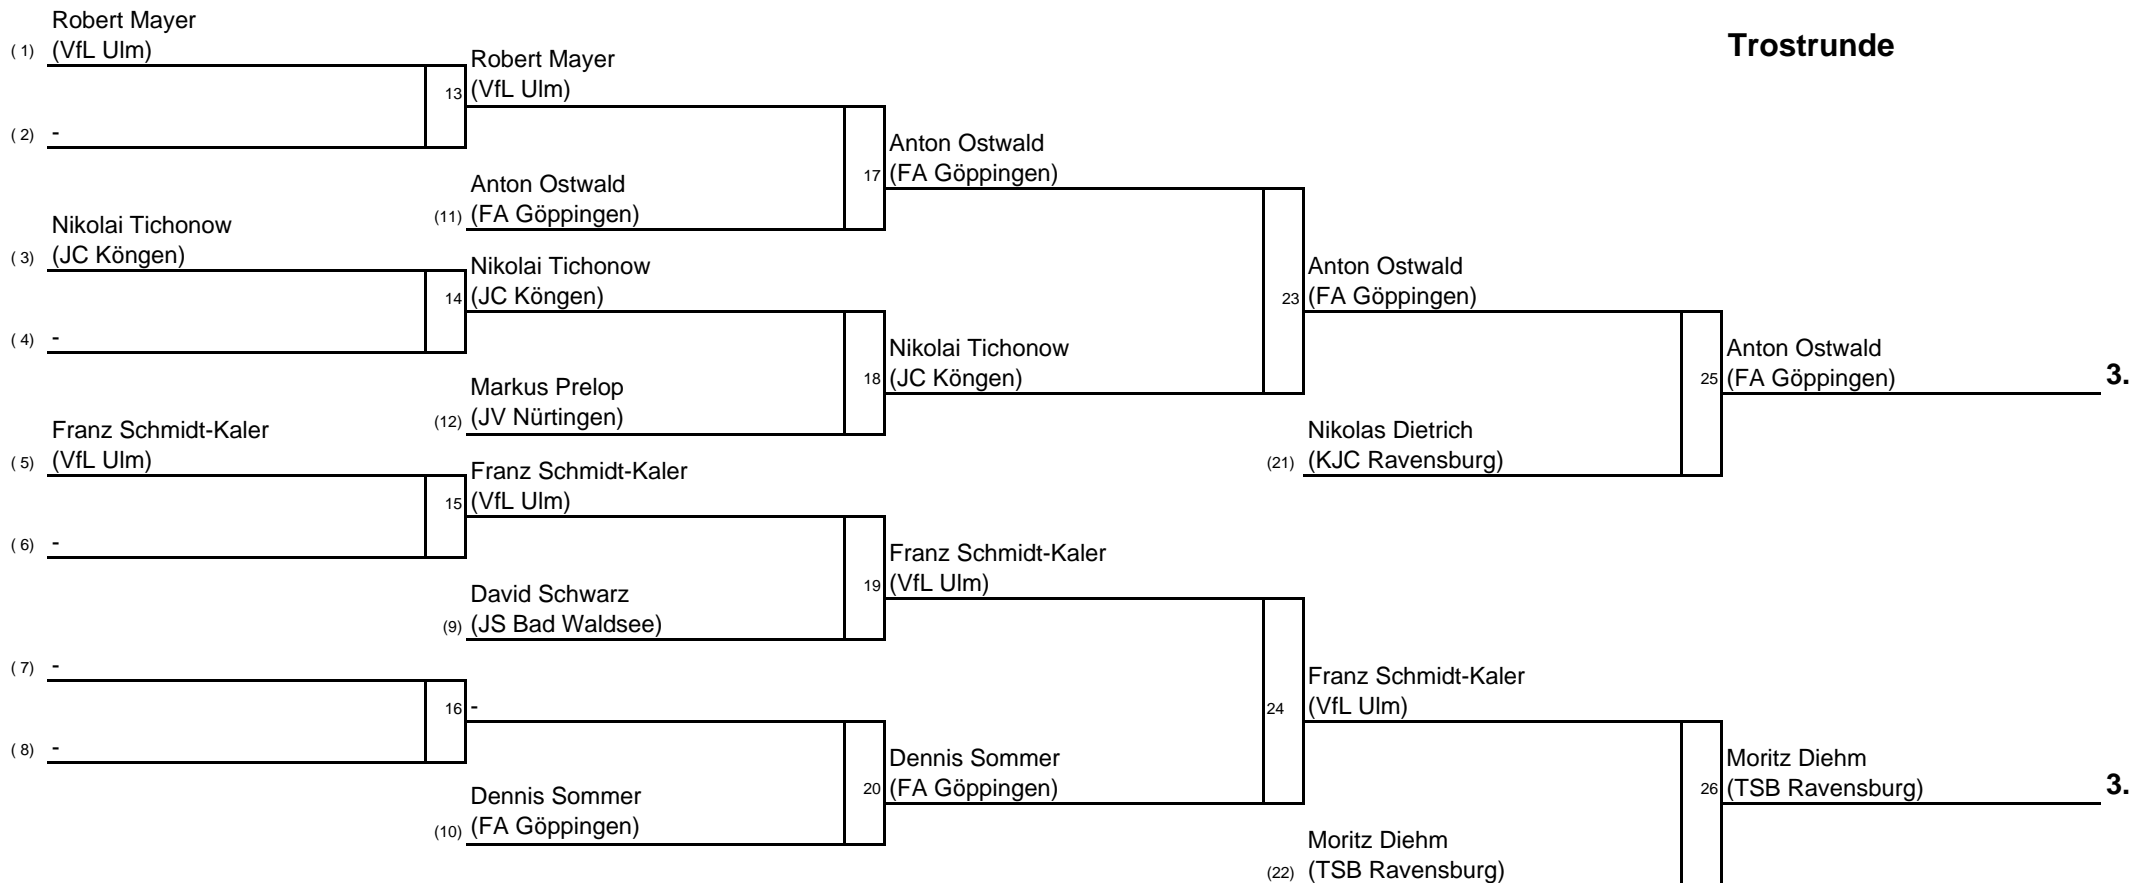 Trostrunde
Robert Mayer
( 1) (VfL Ulm)
( 2) -
Nikolai Tichonow
( 3) (JC Köngen)
( 4) -
Franz Schmidt-Kaler
( 5) (VfL Ulm)
( 6) -
( 7) -
( 8) -
Robert Mayer
13 (VfL Ulm)
Anton Ostwald
(11) (FA Göppingen)
Nikolai Tichonow
14 (JC Köngen)
Markus Prelop
(12) (JV Nürtingen)
Franz Schmidt-Kaler
15 (VfL Ulm)
David Schwarz
(9) (JS Bad Waldsee)
16 -
Dennis Sommer
(10) (FA Göppingen)
Anton Ostwald
17 (FA Göppingen)
Nikolai Tichonow
18 (JC Köngen)
Franz Schmidt-Kaler
19 (VfL Ulm)
Dennis Sommer
20 (FA Göppingen)
Anton Ostwald
23 (FA Göppingen)
Nikolas Dietrich
(21) (KJC Ravensburg)
Franz Schmidt-Kaler
24 (VfL Ulm)
Moritz Diehm
(22) (TSB Ravensburg)
Anton Ostwald
25 (FA Göppingen) 3.
Moritz Diehm
26 (TSB Ravensburg) 3.